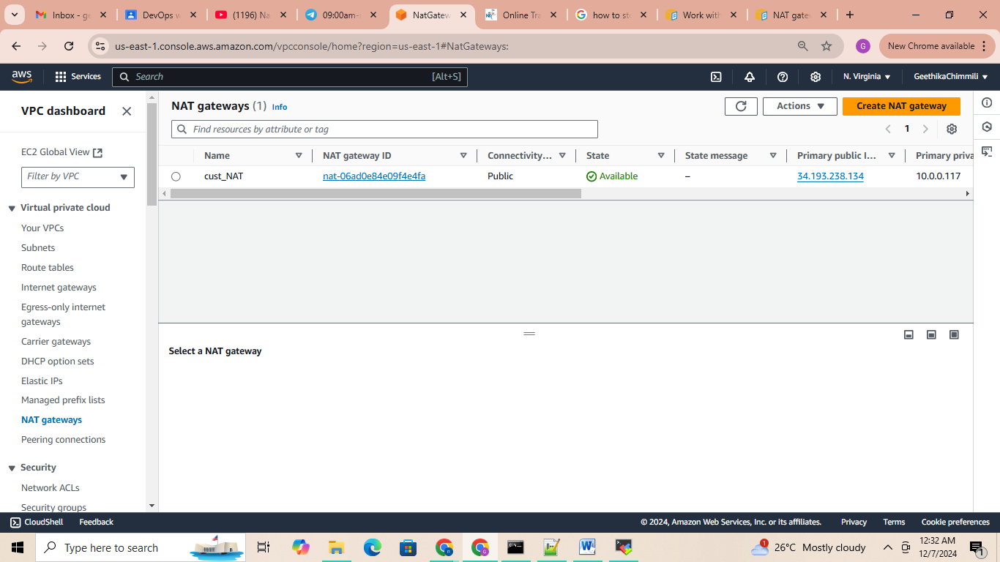 Inbox - ge
DevOps w
(1196) Na
09:00am-
NatGatew
Online Tra
how to st
Work with
NAT gate
us-east-1.console.aws.amazon.com/vpcconsole/home?region=us-east-1#NatGateways:
G
New Chrome available
aws
Services
Search
[Alt+S]
N. Virginia
GeethikaChimmili
VPC dashboard
EC2 Global View
Filter by VPC
Virtual private cloud
Your VPCs
Subnets
Route tables
Internet gateways
Egress-only internet
gateways
Carrier gateways
DHCP option sets
Elastic IPs
Managed prefix lists
NAT gateways
Peering connections
Security
Network ACLs
Security groups
NAT gateways (1) Info
Actions
Create NAT gateway
Find resources by attribute or tag
1
Name NAT gateway ID Connectivity... State State message Primary public I... Primary priva
cust_NAT nat-06ad0e84e09f4e4fa Public Available – 34.193.238.134 10.0.0.117
Select a NAT gateway
CloudShell Feedback © 2024, Amazon Web Services, Inc. or its affiliates. Privacy Terms Cookie preferences
Type here to search
26°C Mostly cloudy
12:32 AM
12/7/2024